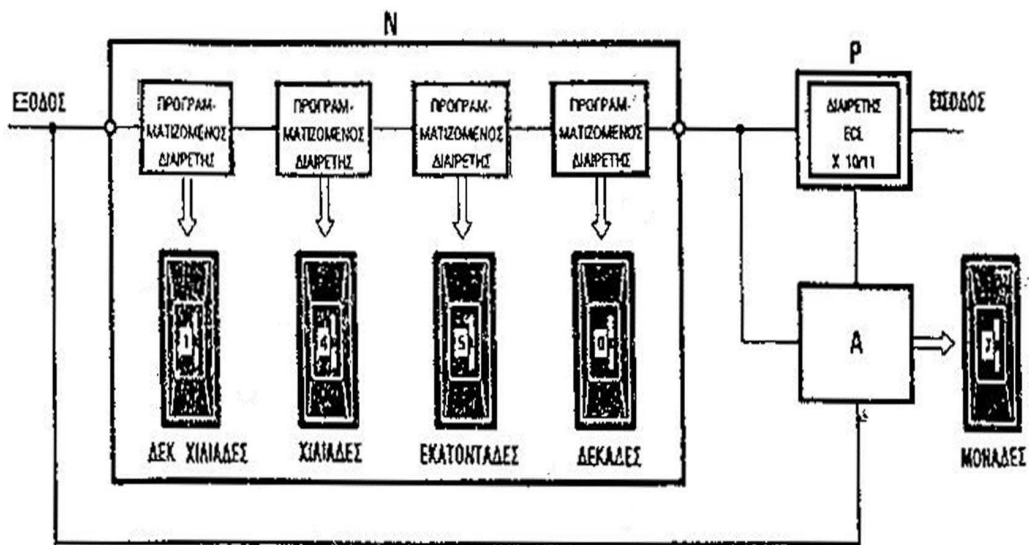 N
P
ΕΞΟΔΟΣ
ΠΡΟΓΡΑΜ-
ΜΑΤΙΖΟΜΕΝΟΣ
ΔΙΑΙΡΕΤΗΣ
ΠΡΟΓΡΑΜ-
ΜΑΤΙΖΟΜΕΝΟΣ
ΔΙΑΙΡΕΤΗΣ
ΠΡΟΓΡΑΜ-
ΜΑΤΙΖΟΜΕΝΟΣ
ΔΙΑΙΡΕΤΗΣ
ΠΡΟΓΡΑΜ-
ΜΑΤΙΖΟΜΕΝΟΣ
ΔΙΑΙΡΕΤΗΣ
ΔΙΑΙΡΕΤΗΣ
ECL
X 10/11
ΕΙΣΟΔΟΣ
1
4
5
0
A
ΔΕΚ ΧΙΛΙΑΔΕΣ
ΧΙΛΙΑΔΕΣ
ΕΚΑΤΟΝΤΑΔΕΣ
ΔΕΚΑΔΕΣ
ΜΟΝΑΔΕΣ